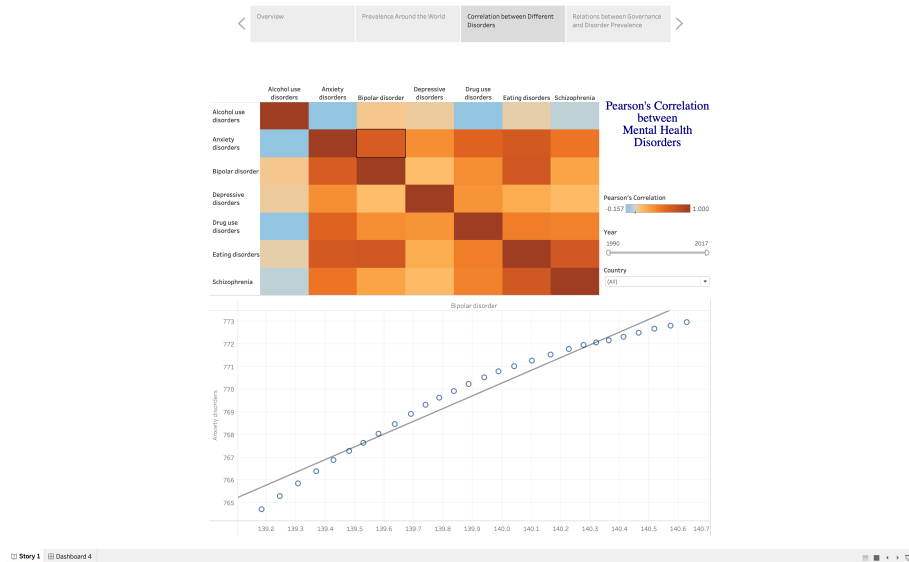 Overview
Prevalence Around the World
Correlation between Different
Disorders
Relations between Governance
and Disorder Prevalence
Alcohol use
disorders
Anxiety
disorders
Bipolar disorder
Depressive
disorders
Drug use
disorders
Eating disorders
Schizophrenia
Alcohol use
disorders
Anxiety
disorders
Bipolar disorder
Depressive
disorders
Drug use
disorders
Eating disorders
Schizophrenia
Pearson's Correlation
between
Mental Health
Disorders
Pearson's Correlation
-0.157 1.000
Year
1990 2017
Country
(All)
Bipolar disorder
Anxiety disorders
773
772
771
770
769
768
767
766
765
139.2 139.3 139.4 139.5 139.6 139.7 139.8 139.9 140.0 140.1 140.2 140.3 140.4 140.5 140.6 140.7
Story 1 Dashboard 4